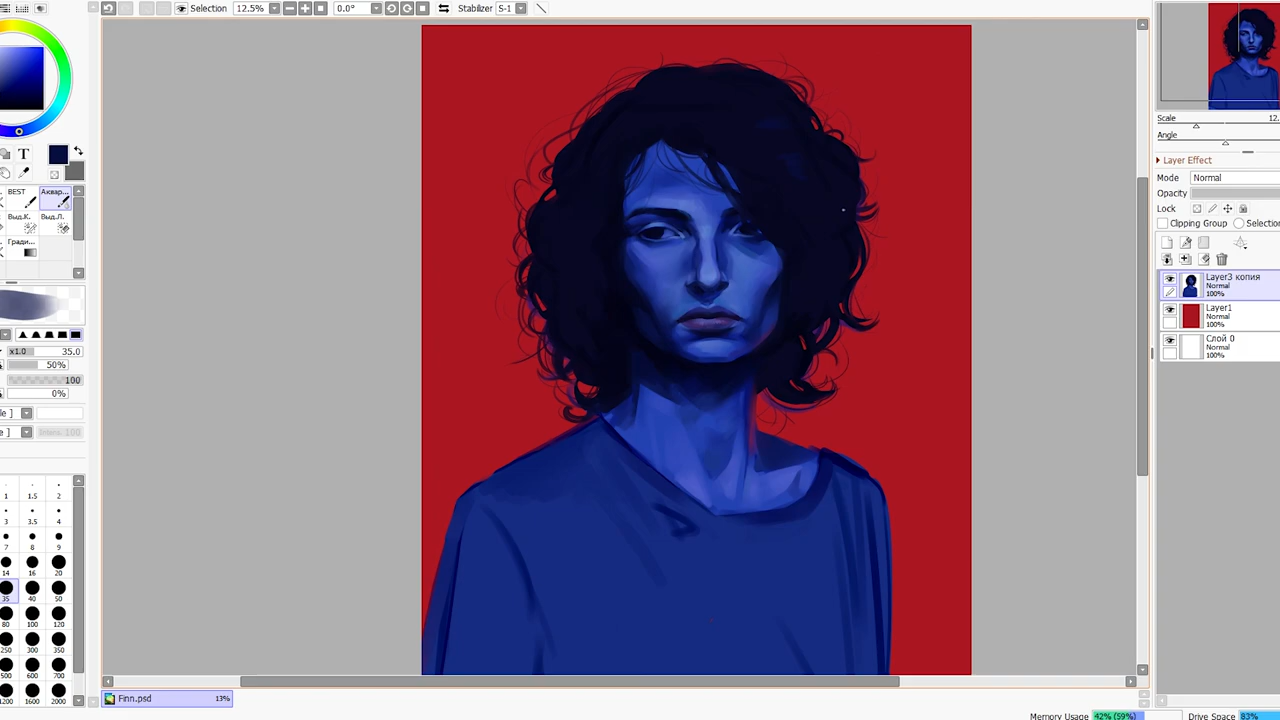 Selection 12.5% 0.0° Stabilizer S-1
Scale 12.
Angle
Layer Effect
Mode Normal
Opacity
Lock
Clipping Group Selection
Layer3 копия
Normal
100%
Layer1
Normal
100%
Слой 0
Normal
100%
T
BEST Аквар...
Выд.К. Выд.Л.
Гради...
x1.0 35.0
50%
100
0%
le ]
e ] Intens. 100
1 1.5 2
3 3.5 4
7 8 9
14 16 20
35 40 50
80 100 120
250 300 350
500 600 700
1200 1600 2000
Finn.psd 13%
Memory Usage 42% (59%) Drive Space 83%